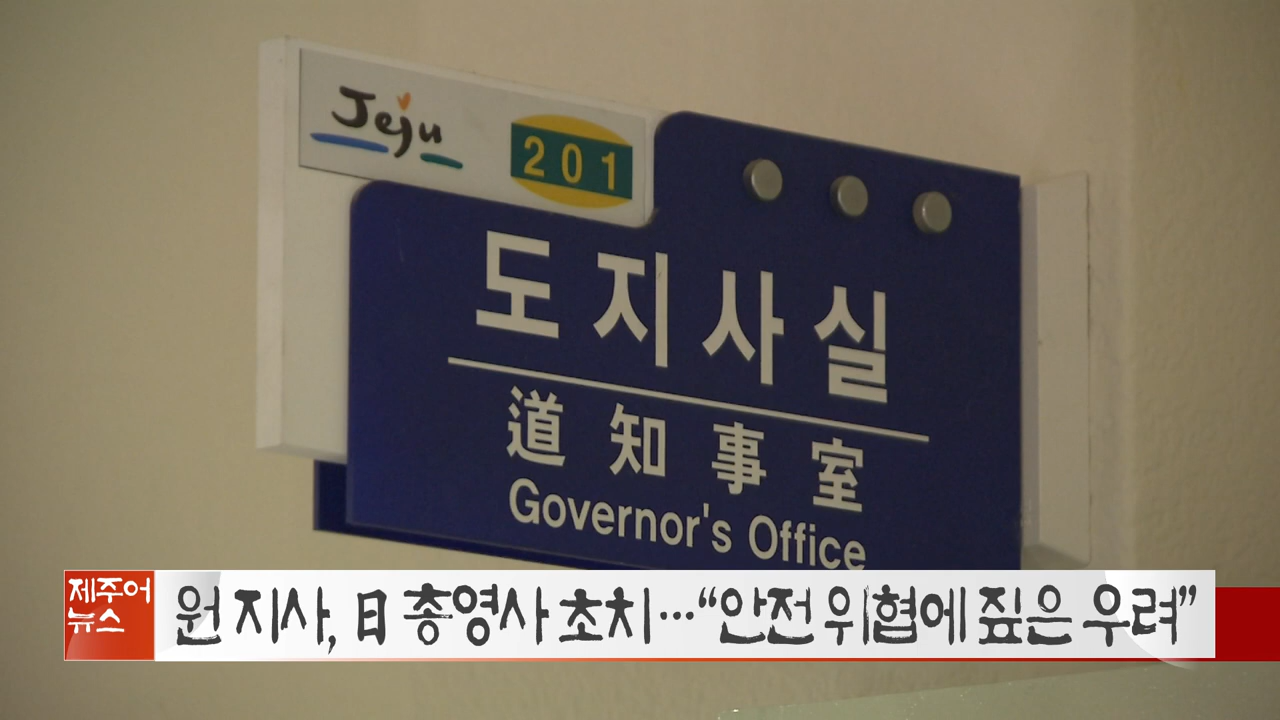 Jeju
201
도지사실
道知事室
Governor's Office
제주어
뉴스
원 지사, 日 총영사 초치…“안전 위협에 짚은 우려”